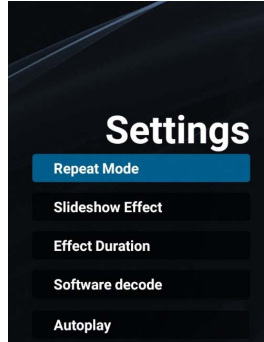 Settings
Repeat Mode
Slideshow Effect
Effect Duration
Software decode
Autoplay